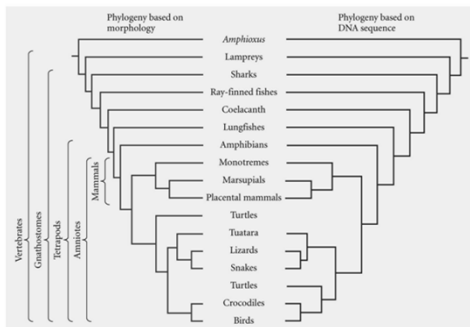 Phylogeny based on
morphology
Phylogeny based on
DNA sequence
Amphioxus
Lampreys
Sharks
Ray-finned fishes
Coelacanth
Lungfishes
Amphibians
Monotremes
Marsupials
Placental mammals
Turtles
Tuatara
Lizards
Snakes
Turtles
Crocodiles
Birds
Vertebrates
Gnathostomes
Tetrapods
Amniotes
Mammals